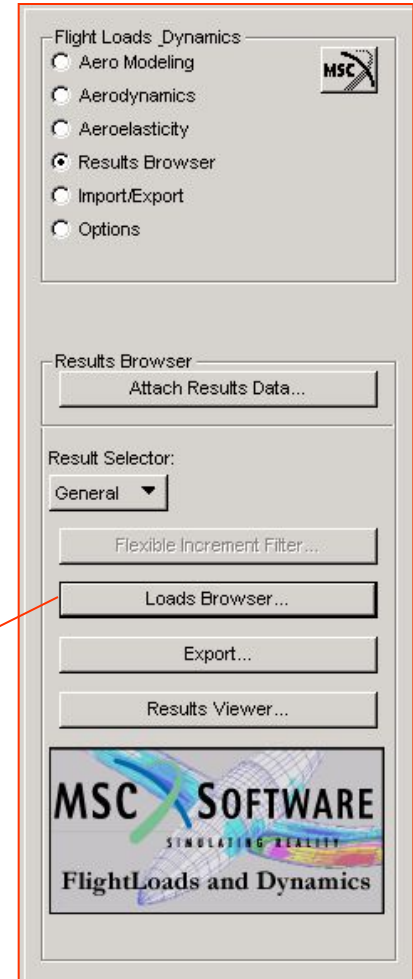 Flight Loads _Dynamics
MSC
Aero Modeling
Aerodynamics
Aeroelasticity
Results Browser
Import/Export
Options
Results Browser
Attach Results Data...
Result Selector:
General
Flexible Increment Filter...
Loads Browser...
Export...
Results Viewer...
MSC SOFTWARE
SIMULATING REALITY
FlightLoads and Dynamics